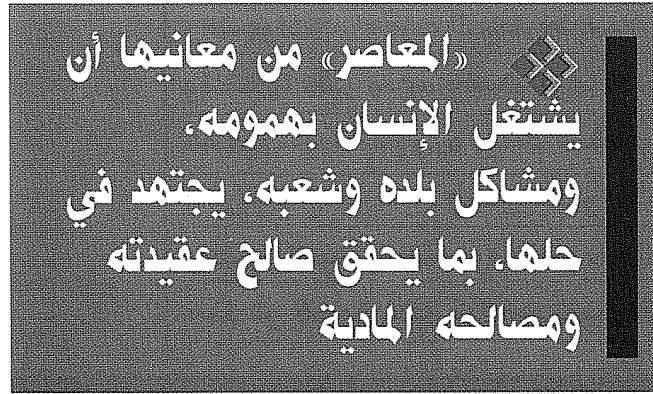 «المعاصر» من معانيها أن
يشتغل الإنسان بهمومه،
ومشاكل بلده وشعبه، يجتهد في
حلها، بما يحقق صالح عقيدته
ومصالحه المادية